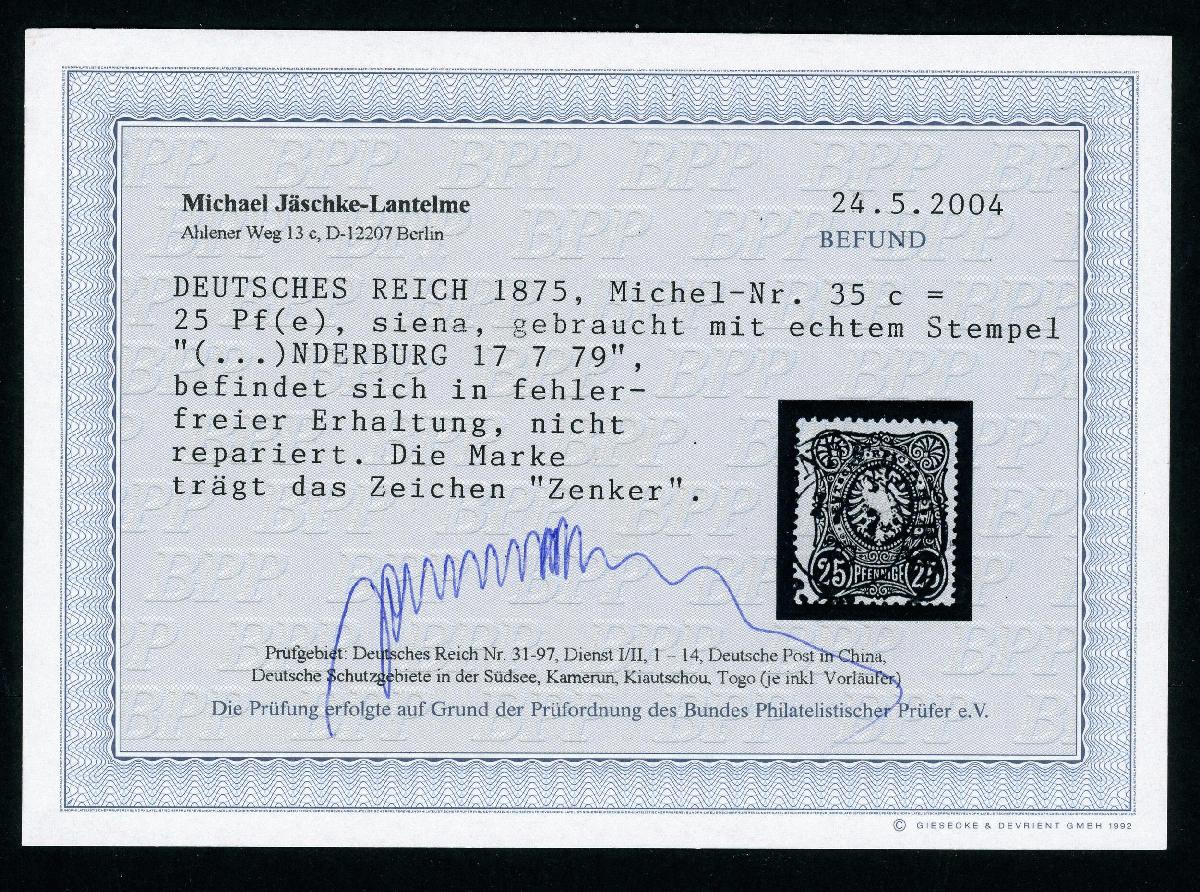 Michael Jäschke-Lantelme
Ahlener Weg 13 c, D-12207 Berlin
24.5.2004
BEFUND
DEUTSCHES REICH 1875, Michel-Nr. 35 c =
25 Pf(e), siena, gebraucht mit echtem Stempel
"(...)NDERBURG 17 7 79",
befindet sich in fehler-
freier Erhaltung, nicht
repariert. Die Marke
trägt das Zeichen "Zenker".
25 PFENNIGE 25
Prüfgebiet: Deutsches Reich Nr. 31-97, Dienst I/II, 1 – 14, Deutsche Post in China,
Deutsche Schutzgebiete in der Südsee, Kamerun, Kiautschou, Togo (je inkl. Vorläufer)
Die Prüfung erfolgte auf Grund der Prüfordnung des Bundes Philatelistischer Prüfer e.V.
© GIESECKE & DEVRIENT GMBH 1992